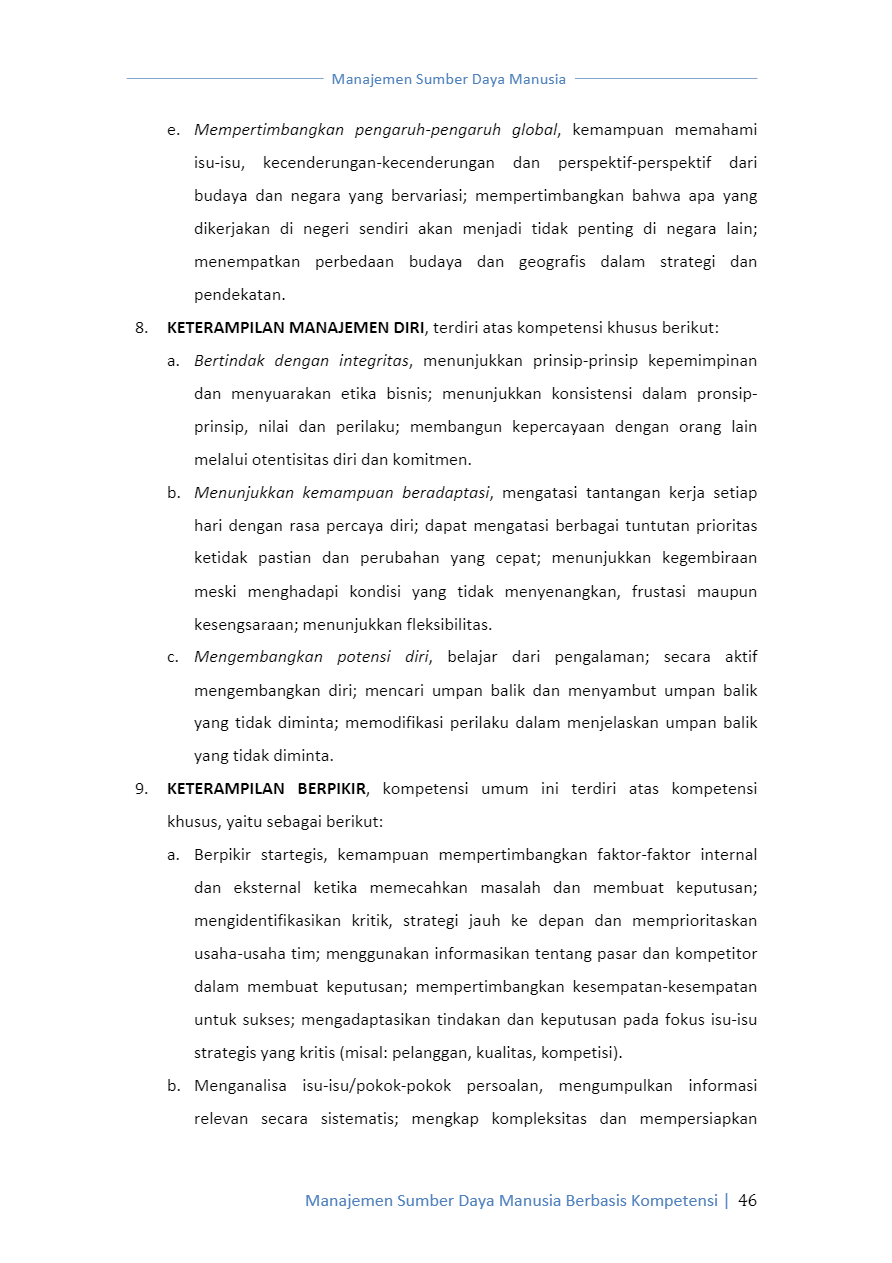 Manajemen Sumber Daya Manusia
e. Mempertimbangkan pengaruh-pengaruh global, kemampuan memahami
isu-isu, kecenderungan-kecenderungan dan perspektif-perspektif dari
budaya dan negara yang bervariasi; mempertimbangkan bahwa apa yang
dikerjakan di negeri sendiri akan menjadi tidak penting di negara lain;
menempatkan perbedaan budaya dan geografis dalam strategi dan
pendekatan.
8. KETERAMPILAN MANAJEMEN DIRI, terdiri atas kompetensi khusus berikut:
a. Bertindak dengan integritas, menunjukkan prinsip-prinsip kepemimpinan
dan menyuarakan etika bisnis; menunjukkan konsistensi dalam pronsip-
prinsip, nilai dan perilaku; membangun kepercayaan dengan orang lain
melalui otentisitas diri dan komitmen.
b. Menunjukkan kemampuan beradaptasi, mengatasi tantangan kerja setiap
hari dengan rasa percaya diri; dapat mengatasi berbagai tuntutan prioritas
ketidak pastian dan perubahan yang cepat; menunjukkan kegembiraan
meski menghadapi kondisi yang tidak menyenangkan, frustasi maupun
kesengsaraan; menunjukkan fleksibilitas.
c. Mengembangkan potensi diri, belajar dari pengalaman; secara aktif
mengembangkan diri; mencari umpan balik dan menyambut umpan balik
yang tidak diminta; memodifikasi perilaku dalam menjelaskan umpan balik
yang tidak diminta.
9. KETERAMPILAN BERPIKIR, kompetensi umum ini terdiri atas kompetensi
khusus, yaitu sebagai berikut:
a. Berpikir startegis, kemampuan mempertimbangkan faktor-faktor internal
dan eksternal ketika memecahkan masalah dan membuat keputusan;
mengidentifikasikan kritik, strategi jauh ke depan dan memprioritaskan
usaha-usaha tim; menggunakan informasikan tentang pasar dan kompetitor
dalam membuat keputusan; mempertimbangkan kesempatan-kesempatan
untuk sukses; mengadaptasikan tindakan dan keputusan pada fokus isu-isu
strategis yang kritis (misal: pelanggan, kualitas, kompetisi).
b. Menganalisa isu-isu/pokok-pokok persoalan, mengumpulkan informasi
relevan secara sistematis; mengkap kompleksitas dan mempersiapkan
Manajemen Sumber Daya Manusia Berbasis Kompetensi | 46